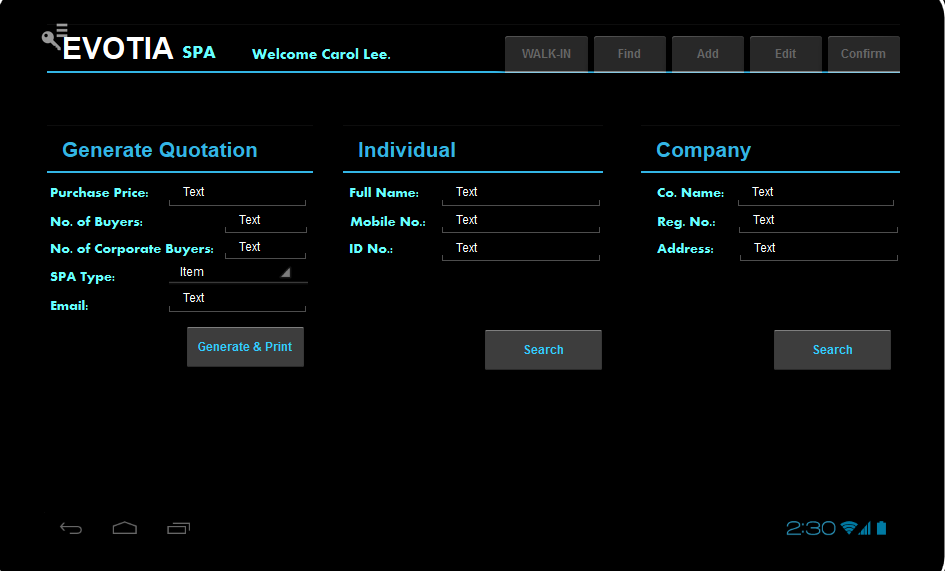 EVOTIA SPA Welcome Carol Lee. WALK-IN Find Add Edit Confirm
Generate Quotation
Purchase Price: Text
No. of Buyers: Text
No. of Corporate Buyers: Text
SPA Type: Item
Email: Text
Generate & Print
Individual
Full Name: Text
Mobile No.: Text
ID No.: Text
Search
Company
Co. Name: Text
Reg. No.: Text
Address: Text
Search
2:30